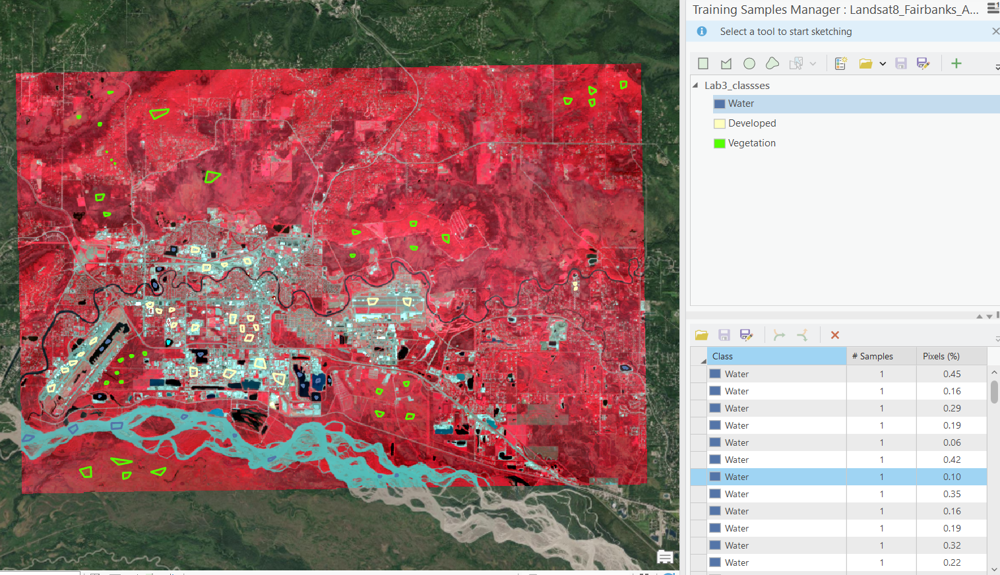 Training Samples Manager : Landsat8_Fairbanks_A...
Select a tool to start sketching
Lab3_classses
Water
Developed
Vegetation
Class # Samples Pixels (%)
Water 1 0.45
Water 1 0.16
Water 1 0.29
Water 1 0.19
Water 1 0.06
Water 1 0.42
Water 1 0.10
Water 1 0.35
Water 1 0.16
Water 1 0.19
Water 1 0.32
Water 1 0.22